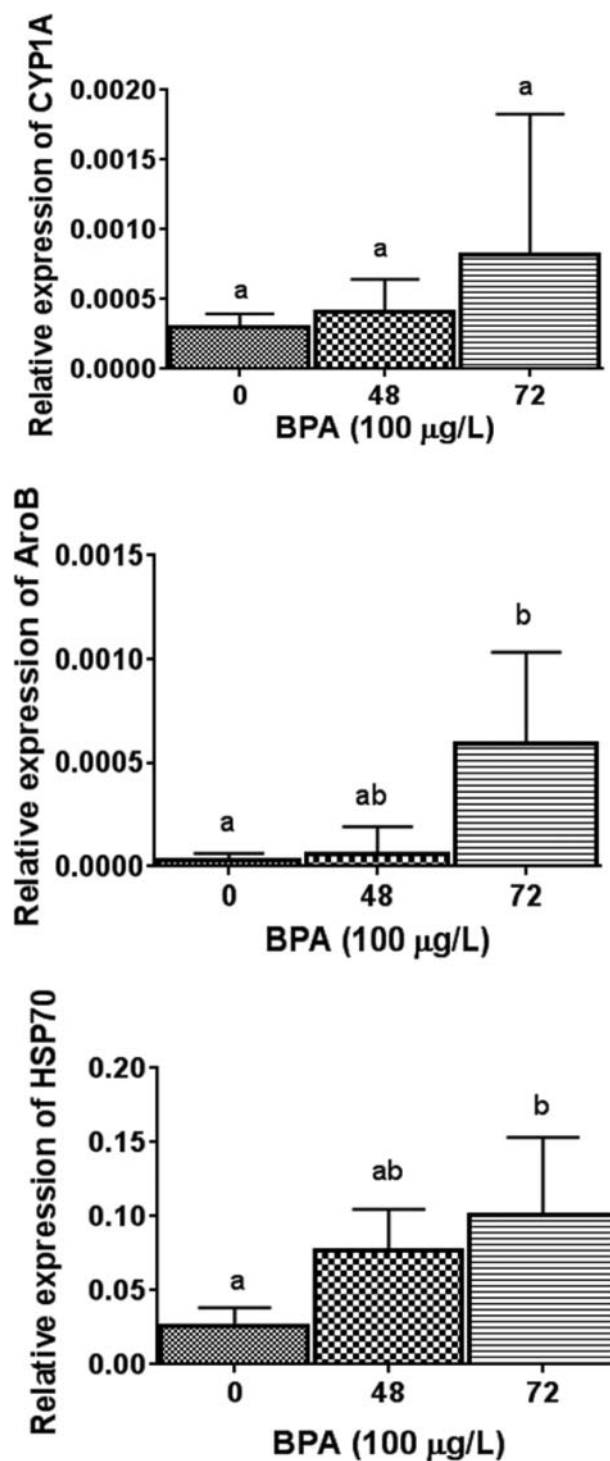 Relative expression of CYP1A
0.0020
0.0015
0.0010
0.0005
0.0000
a
a
a
0 48 72
BPA (100 µg/L)
Relative expression of AroB
0.0015
0.0010
0.0005
0.0000
a
ab
b
0 48 72
BPA (100 µg/L)
Relative expression of HSP70
0.20
0.15
0.10
0.05
0.00
a
ab
b
0 48 72
BPA (100 µg/L)